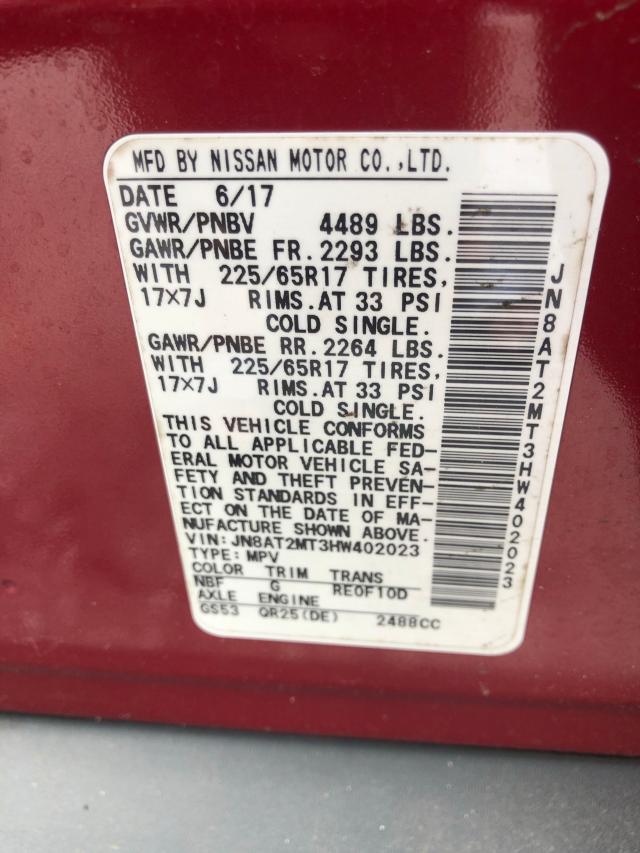 MFD BY NISSAN MOTOR CO.,LTD.
DATE 6/17
GVWR/PNBV 4489 LBS.
GAWR/PNBE FR. 2293 LBS.
WITH 225/65R17 TIRES,
17×7J RIMS.AT 33 PSI
COLD SINGLE.
GAWR/PNBE RR. 2264 LBS.
WITH 225/65R17 TIRES,
17×7J RIMS.AT 33 PSI
COLD SINGLE.
THIS VEHICLE CONFORMS
TO ALL APPLICABLE FED-
ERAL MOTOR VEHICLE SA-
FETY AND THEFT PREVEN-
TION STANDARDS IN EFF-
ECT ON THE DATE OF MA-
NUFACTURE SHOWN ABOVE.
VIN: JN8AT2MT3HW402023
TYPE: MPV
COLOR TRIM TRANS
NBF G RE0F10D
AXLE ENGINE
GS53 QR25(DE) 2488CC
JN8AT2MT3HW402023